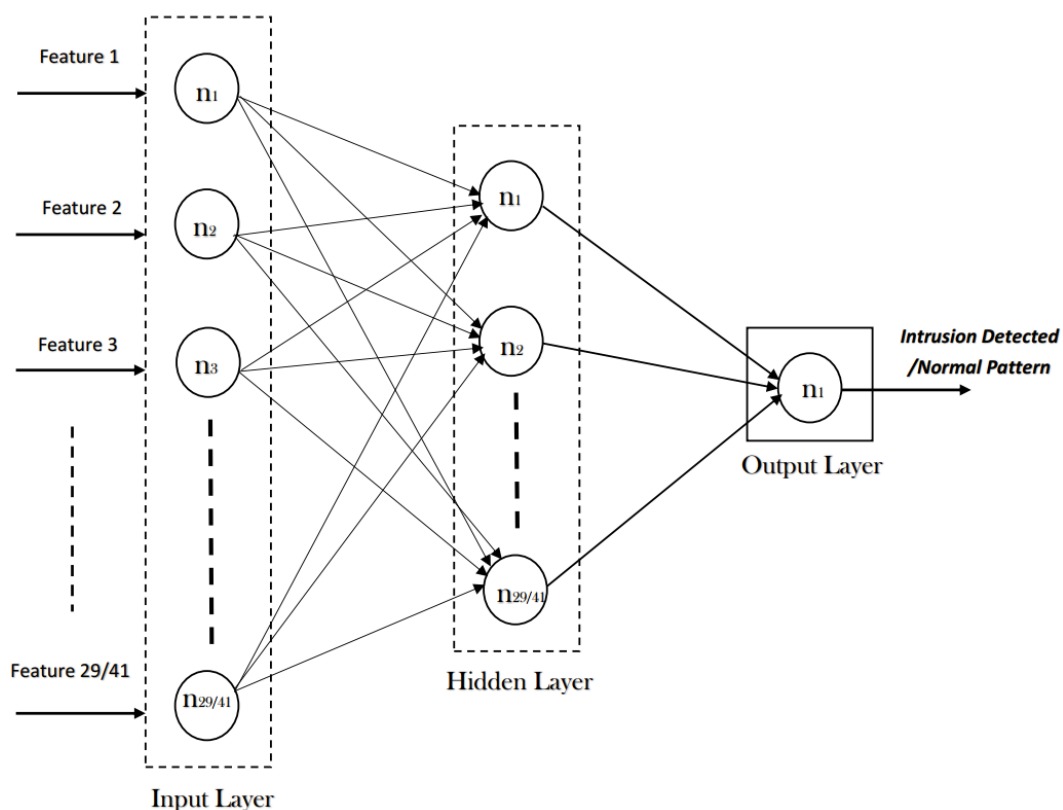 Feature 1
n1
Feature 2
n2
Feature 3
n3
Feature 29/41
n29/41
Input Layer
n1
n2
n29/41
Hidden Layer
n1
Output Layer
Intrusion Detected
/Normal Pattern